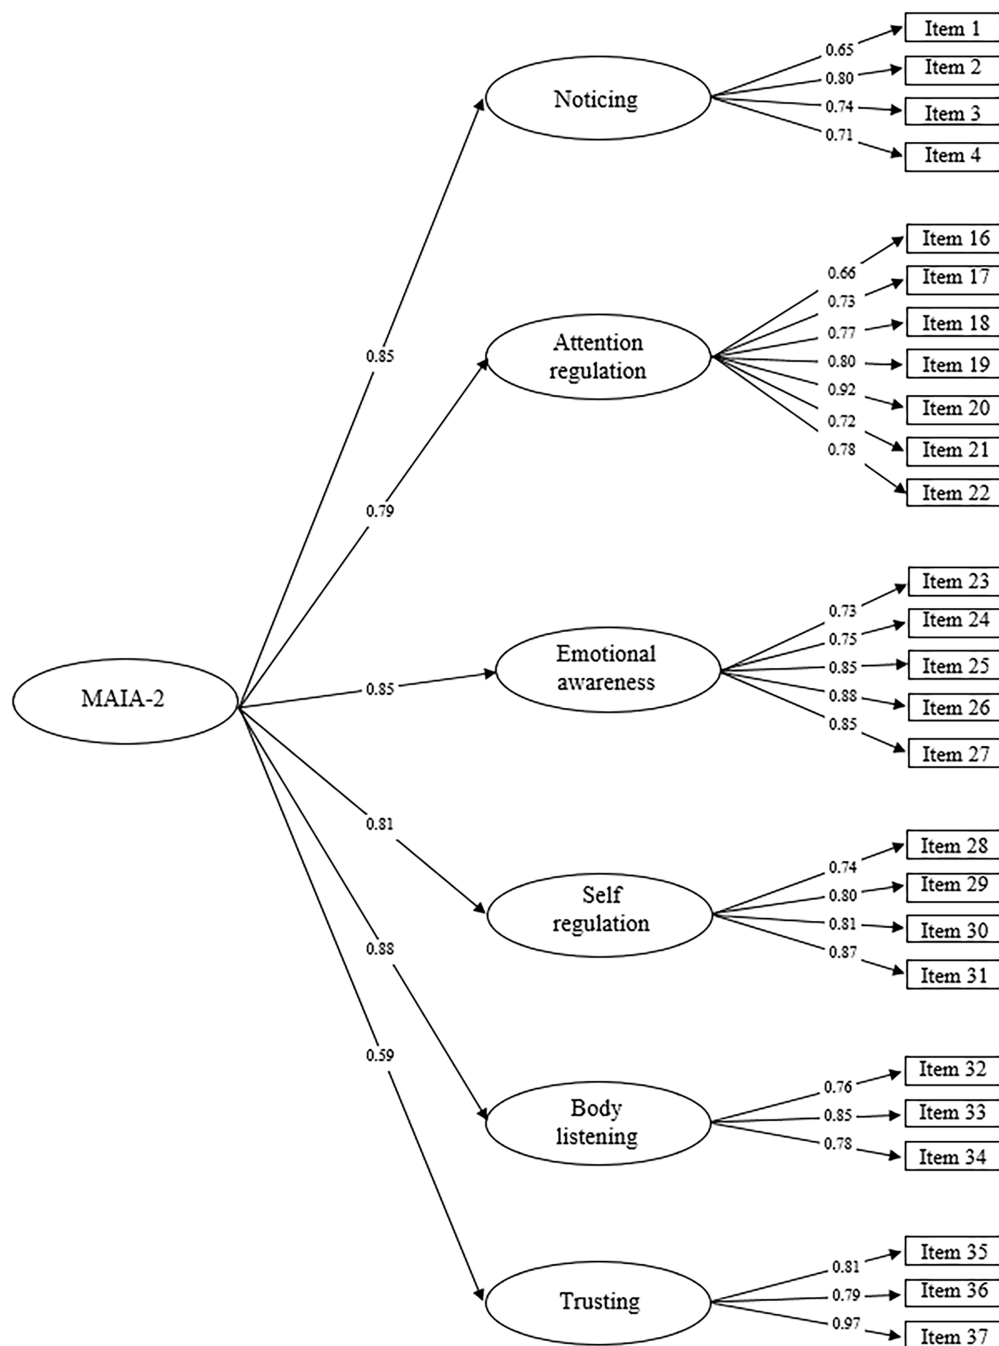 Item 1
0.65
Item 2
0.80
Noticing
0.74
Item 3
0.71
Item 4
Item 16
0.66
Item 17
0.73
Item 18
0.77
Attention
regulation
0.85
0.80
Item 19
0.92
Item 20
0.72
Item 21
0.78
Item 22
0.79
Item 23
0.73
Item 24
0.75
Emotional
awareness
0.85
Item 25
0.85
0.88
Item 26
0.85
Item 27
MAIA-2
0.81
Item 28
0.74
Item 29
0.80
Self
regulation
0.81
Item 30
0.87
Item 31
0.88
0.59
Item 32
0.76
Body
listening
0.85
Item 33
0.78
Item 34
Item 35
0.81
Item 36
0.79
Trusting
0.97
Item 37